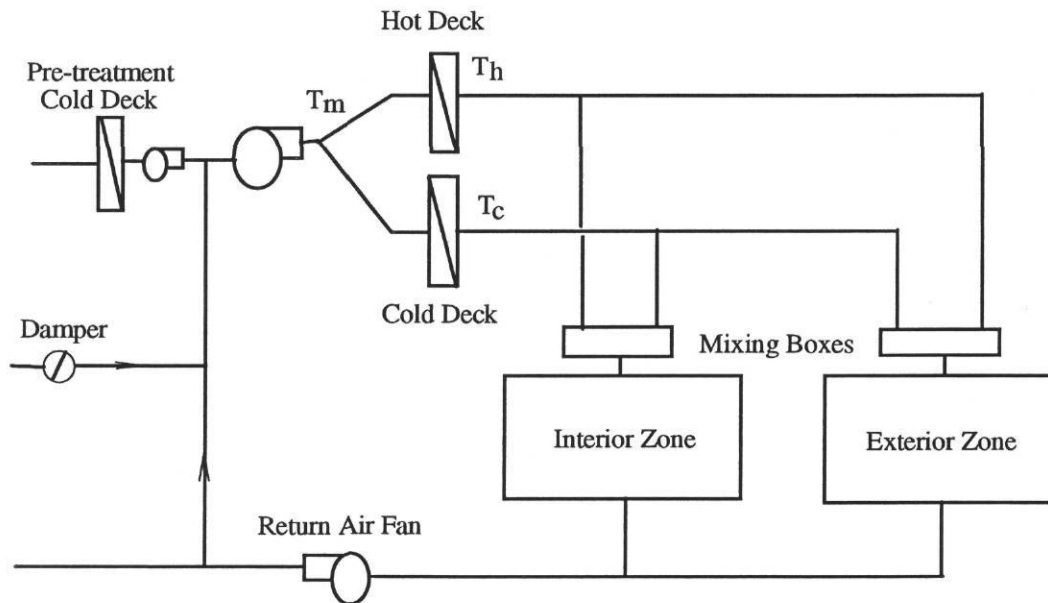 Hot Deck
Pre-treatment
Cold Deck
Tm
Th
Tc
Cold Deck
Damper
Mixing Boxes
Interior Zone
Exterior Zone
Return Air Fan